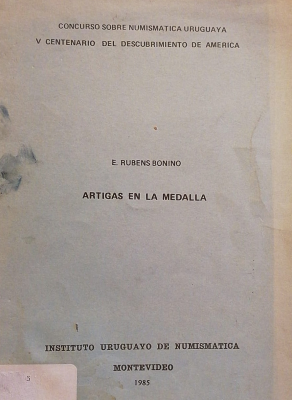 CONCURSO SOBRE NUMISMATICA URUGUAYA
V CENTENARIO DEL DESCUBRIMIENTO DE AMERICA
E. RUBENS BONINO
ARTIGAS EN LA MEDALLA
INSTITUTO URUGUAYO DE NUMISMATICA
MONTEVIDEO
1985
5